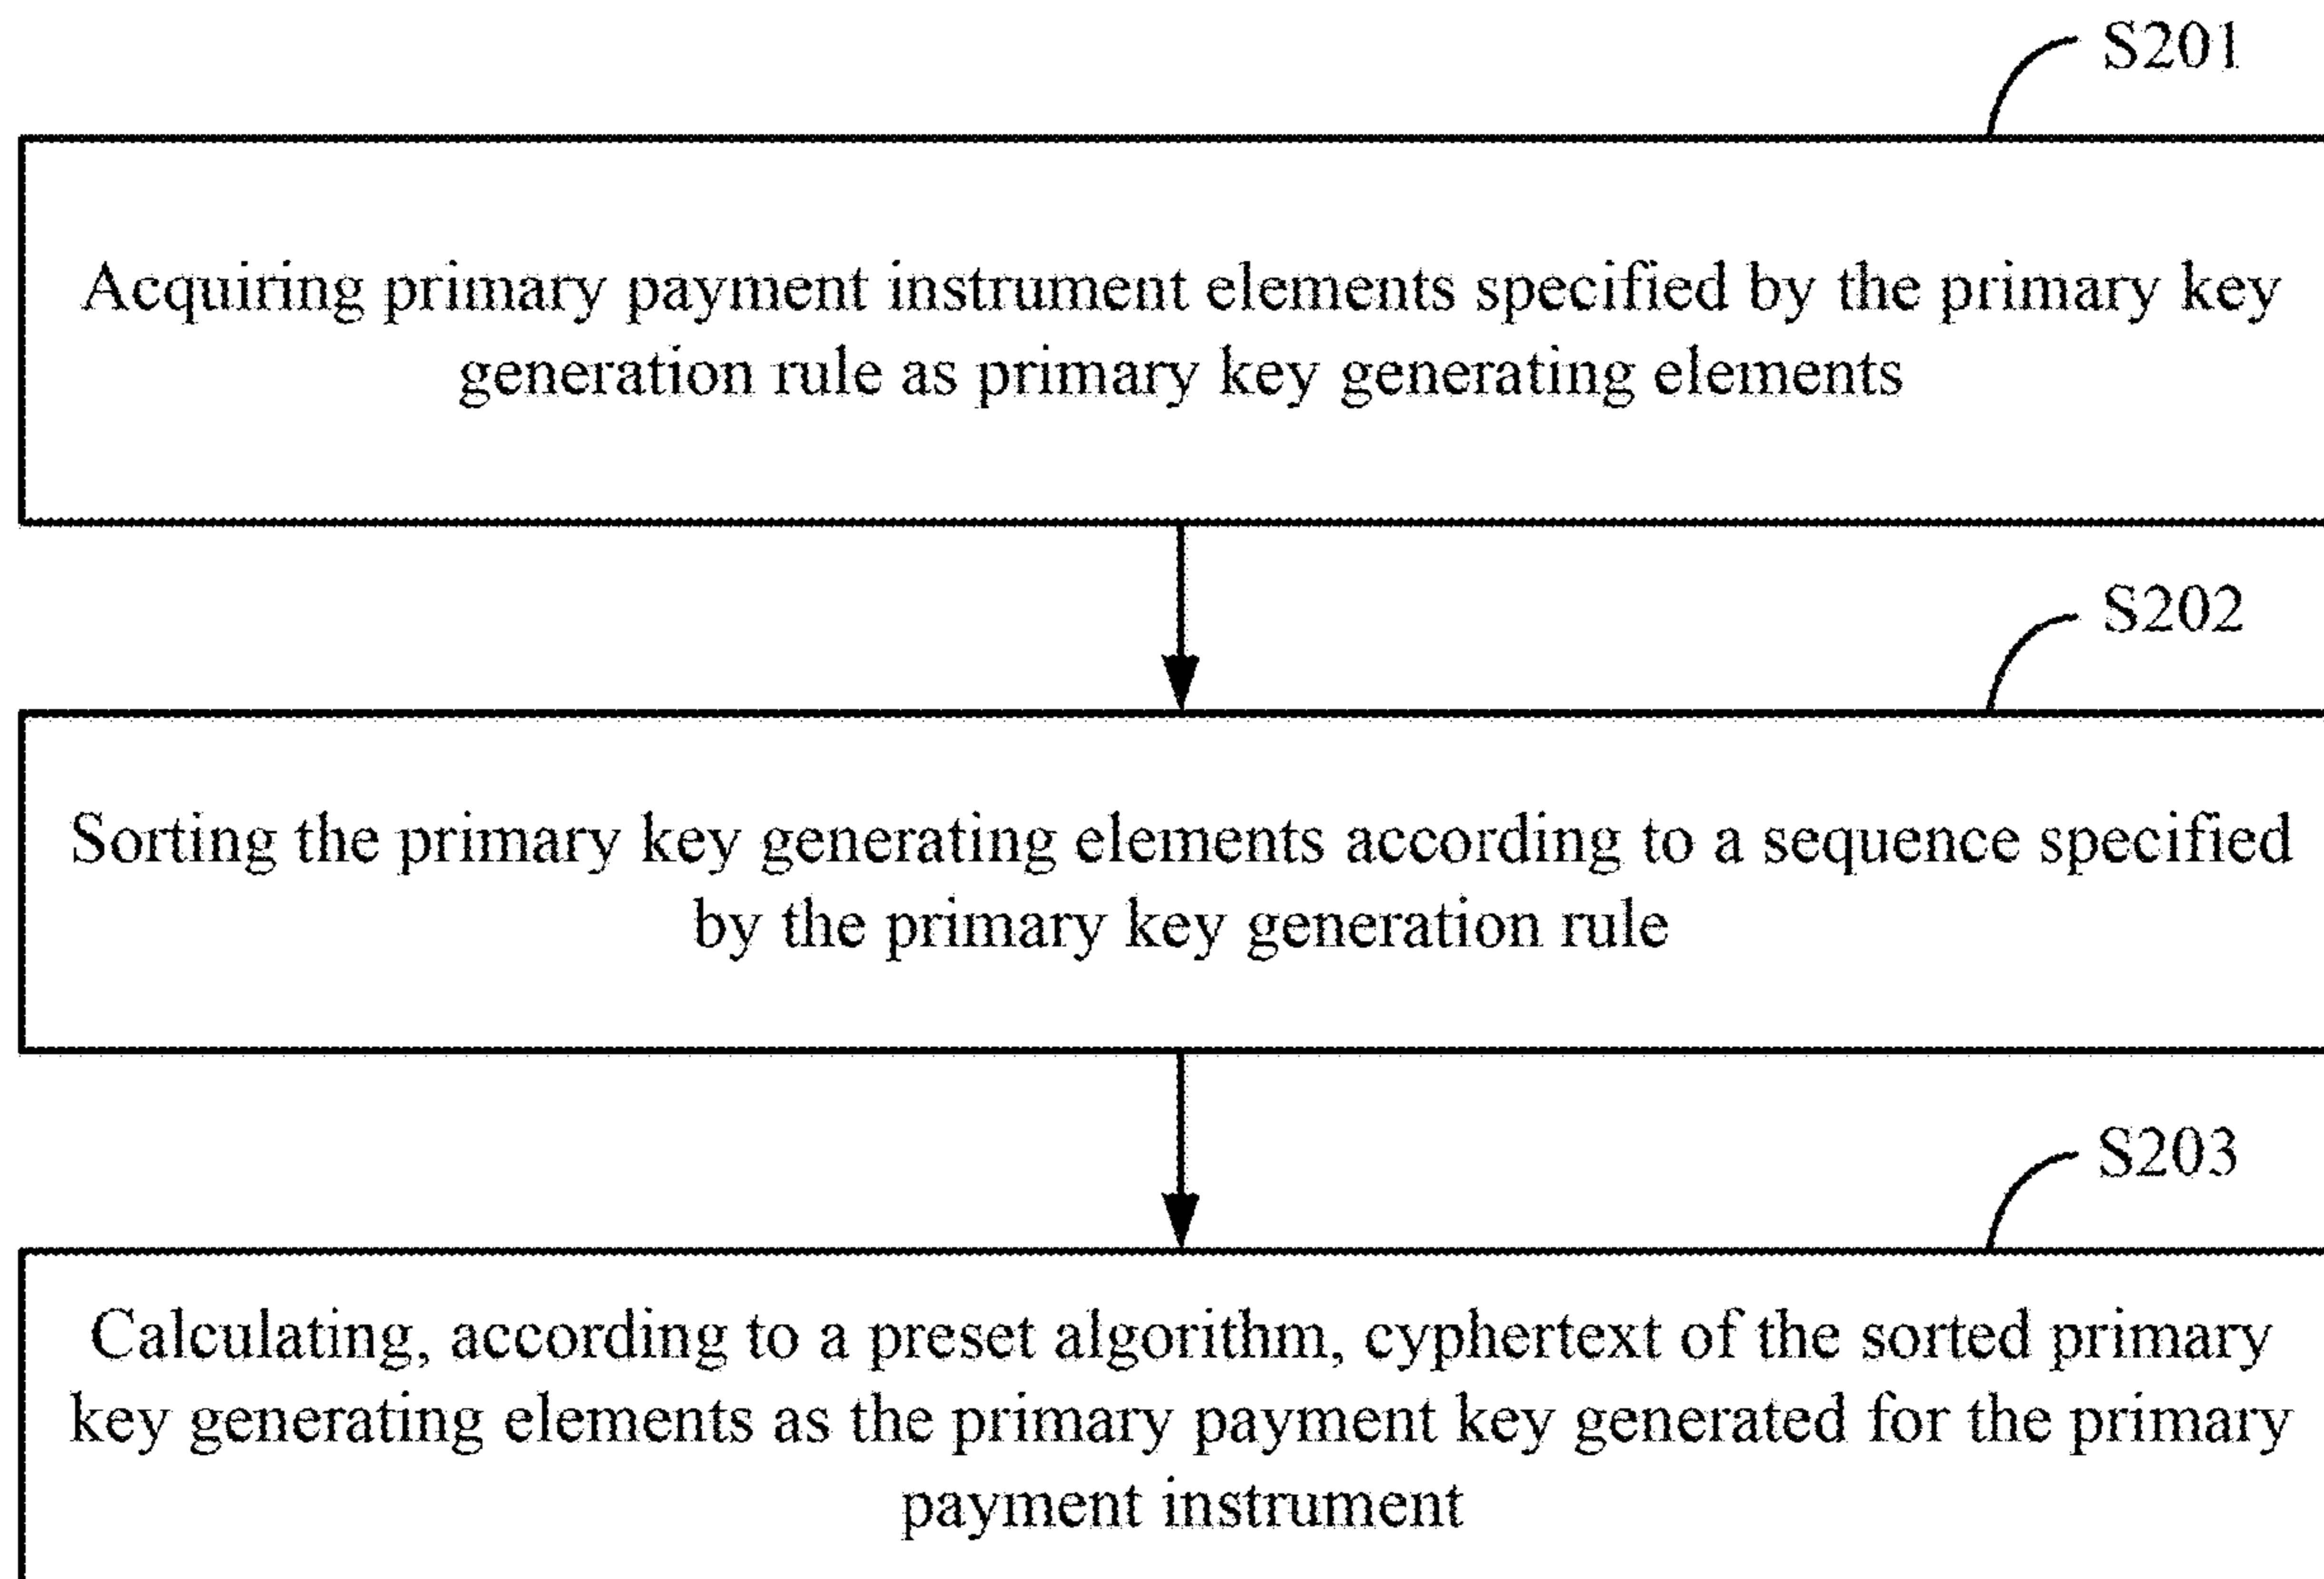 S201
Acquiring primary payment instrument elements specified by the primary key
generation rule as primary key generating elements
S202
Sorting the primary key generating elements according to a sequence specified
by the primary key generation rule
S203
Calculating, according to a preset algorithm, cyphertext of the sorted primary
key generating elements as the primary payment key generated for the primary
payment instrument